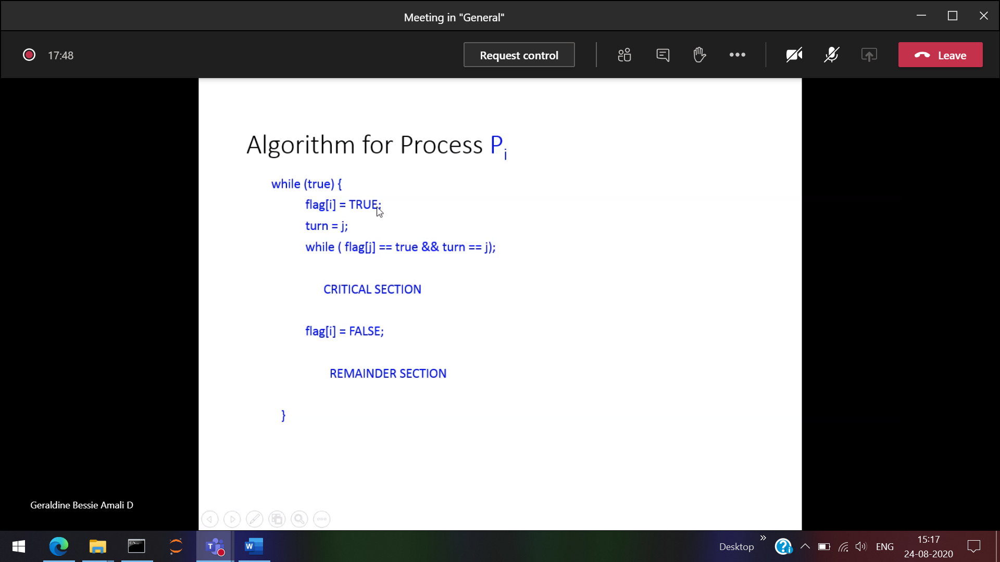 Meeting in "General"
17:48
Request control
Leave
Algorithm for Process Pi
while (true) {
flag[i] = TRUE;
turn = j;
while ( flag[j] == true && turn == j);
CRITICAL SECTION
flag[i] = FALSE;
REMAINDER SECTION
}
Geraldine Bessie Amali D
Desktop
ENG
15:17
24-08-2020